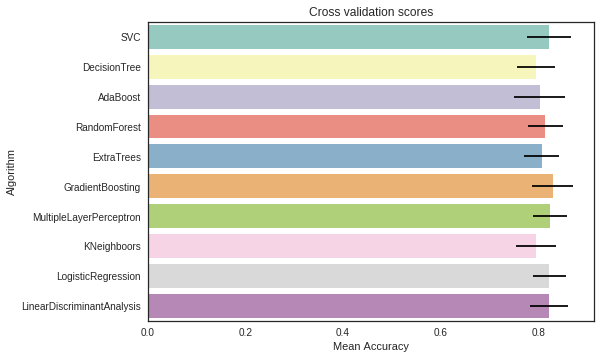 Cross validation scores
SVC
DecisionTree
AdaBoost
RandomForest
ExtraTrees
GradientBoosting
MultipleLayerPerceptron
KNeighboors
LogisticRegression
LinearDiscriminantAnalysis
Algorithm
0.0 0.2 0.4 0.6 0.8
Mean Accuracy